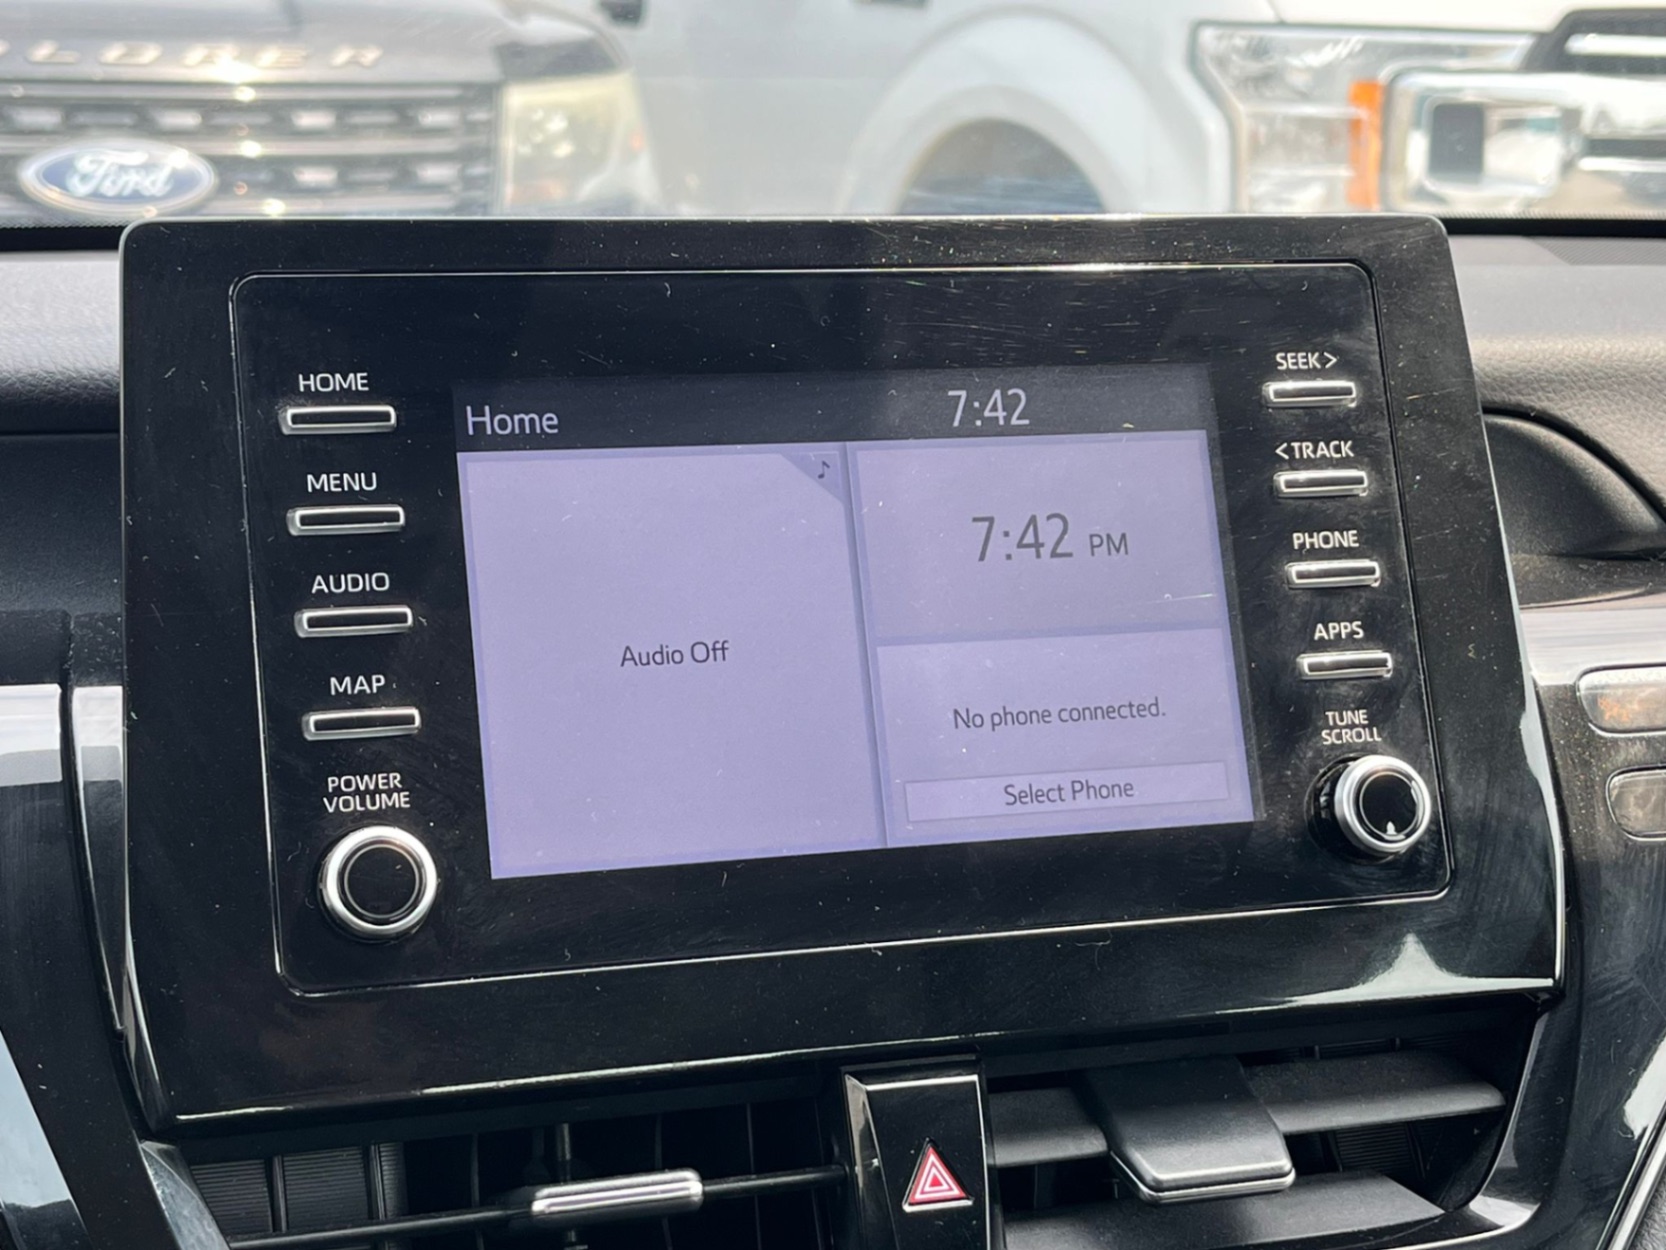 LORER
Ford
HOME
MENU
AUDIO
MAP
POWER
VOLUME
Home
7:42
Audio Off
7:42 PM
No phone connected.
Select Phone
SEEK >
< TRACK
PHONE
APPS
TUNE
SCROLL